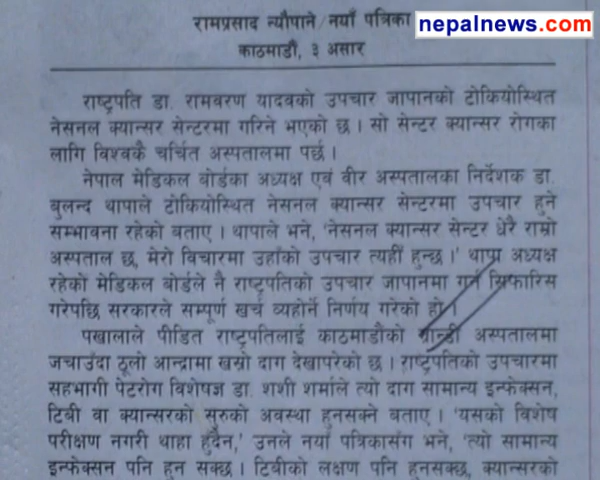 nepalnews.com
रामप्रसाद न्यौपाने/नयाँ पत्रिका
काठमाडौं, ३ असार
राष्ट्रपति डा. रामवरण यादवको उपचार जापानको टोकियोस्थित
नेसनल क्यान्सर सेन्टरमा गरिने भएको छ । सो सेन्टर क्यान्सर रोगका
लागि विश्वकै चर्चित अस्पतालमा पर्छ ।
नेपाल मेडिकल बोर्डका अध्यक्ष एवं वीर अस्पतालका निर्देशक डा.
बुलन्द थापाले टोकियोस्थित नेसनल क्यान्सर सेन्टरमा उपचार हुने
सम्भावना रहेको बताए । थापाले भने, 'नेसनल क्यान्सर सेन्टर धेरै राम्रो
अस्पताल छ, मेरो विचारमा उहाँको उपचार त्यहीँ हुन्छ ।' थापा अध्यक्ष
रहेको मेडिकल बोर्डले नै राष्ट्रपतिको उपचार जापानमा गर्न सिफारिस
गरेपछि सरकारले सम्पूर्ण खर्च व्यहोर्ने निर्णय गरेको हो ।
पखालाले पीडित राष्ट्रपतिलाई काठमाडौंको ग्रान्डी अस्पतालमा
जचाउँदा ठूलो आन्द्रामा खस्रो दाग देखापरेको छ । राष्ट्रपतिको उपचारमा
सहभागी पेटरोग विशेषज्ञ डा. शशी शर्माले त्यो दाग सामान्य इन्फेक्सन,
टिबी वा क्यान्सरको सुरुको अवस्था हुनसक्ने बताए । 'यसको विशेष
परीक्षण नगरी थाहा हुँदैन,' उनले नयाँ पत्रिकासँग भने, 'त्यो सामान्य
इन्फेक्सन पनि हुन सक्छ । टिबीको लक्षण पनि हुनसक्छ, क्यान्सरको